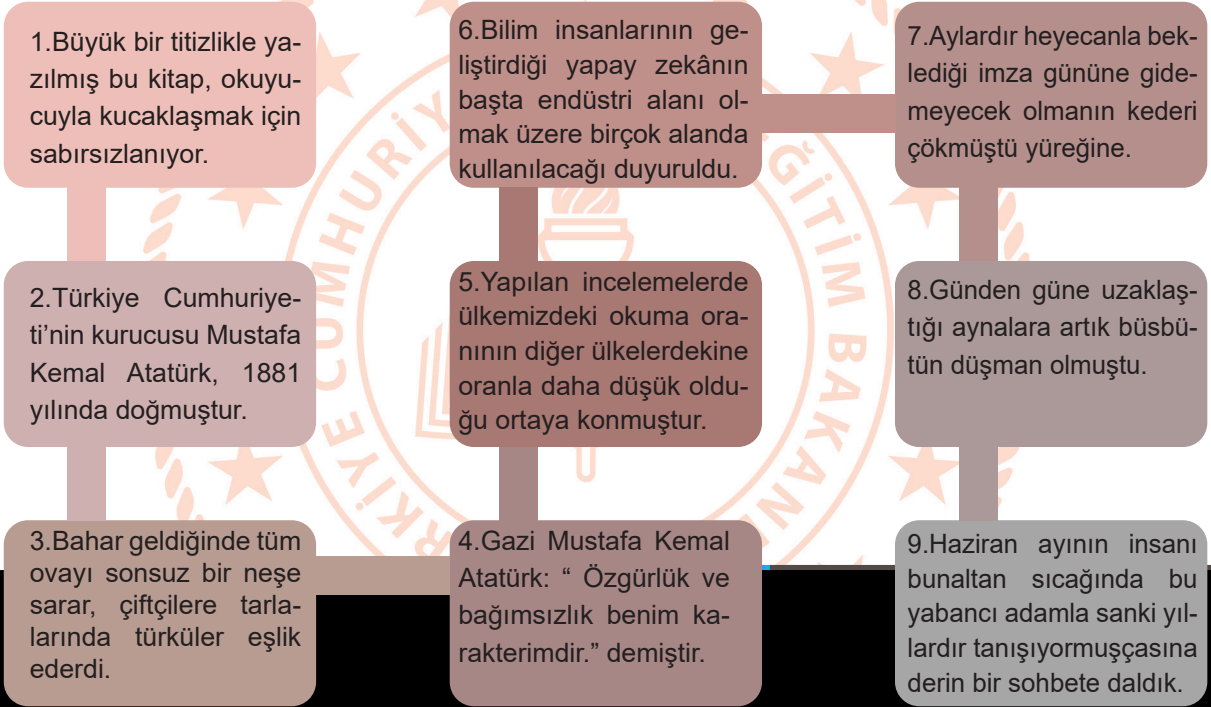 1.Büyük bir titizlikle ya-
zılmış bu kitap, okuyu-
cuyla kucaklaşmak için
sabırsızlanıyor.
2.Türkiye Cumhuriye-
ti’nin kurucusu Mustafa
Kemal Atatürk, 1881
yılında doğmuştur.
3.Bahar geldiğinde tüm
ovayı sonsuz bir neşe
sarar, çiftçilere tarla-
larında türküler eşlik
ederdi.
4.Gazi Mustafa Kemal
Atatürk: “ Özgürlük ve
bağımsızlık benim ka-
rakterimdir.” demiştir.
5.Yapılan incelemelerde
ülkemizdeki okuma ora-
nının diğer ülkelerdekine
oranla daha düşük oldu-
ğu ortaya konmuştur.
6.Bilim insanlarının ge-
liştirdiği yapay zekânın
başta endüstri alanı ol-
mak üzere birçok alanda
kullanılacağı duyuruldu.
7.Aylardır heyecanla bek-
lediği imza gününe gide-
meyecek olmanın kederi
çökmüştü yüreğine.
8.Günden güne uzaklaş-
tığı aynalara artık büsbü-
tün düşman olmuştu.
9.Haziran ayının insanı
bunaltan sıcağında bu
yabancı adamla sanki yıl-
lardır tanışıyormuşçasına
derin bir sohbete daldık.